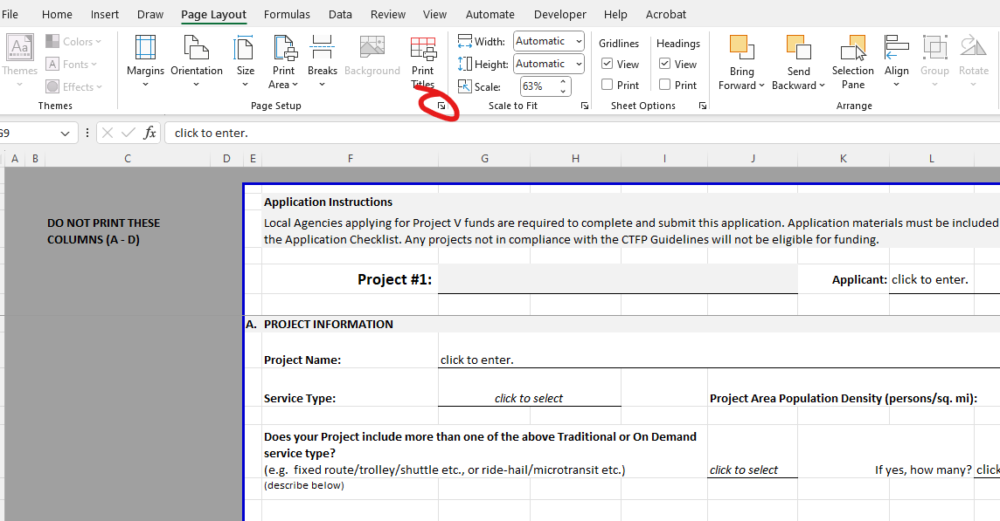 File Home Insert Draw Page Layout Formulas Data Review View Automate Developer Help Acrobat
Aa Colors Width: Automatic Gridlines Headings
Themes Fonts Margins Orientation Size Print Area Breaks Background Print Titles Height: Automatic View View Bring Forward Send Backward Selection Pane Align Group Rotate
A Effects Scale: 63% Print Print
Themes Page Setup Scale to Fit Sheet Options Arrange
G9 fx click to enter.
A B C D E F G H I J K L
Application Instructions
DO NOT PRINT THESE
COLUMNS (A - D)
Local Agencies applying for Project V funds are required to complete and submit this application. Application materials must be included
the Application Checklist. Any projects not in compliance with the CTFP Guidelines will not be eligible for funding.
Project #1: Applicant: click to enter.
A. PROJECT INFORMATION
Project Name: click to enter.
Service Type: click to select Project Area Population Density (persons/sq. mi):
Does your Project include more than one of the above Traditional or On Demand
service type?
(e.g. fixed route/trolley/shuttle etc., or ride-hail/microtransit etc.) click to select If yes, how many? click
(describe below)